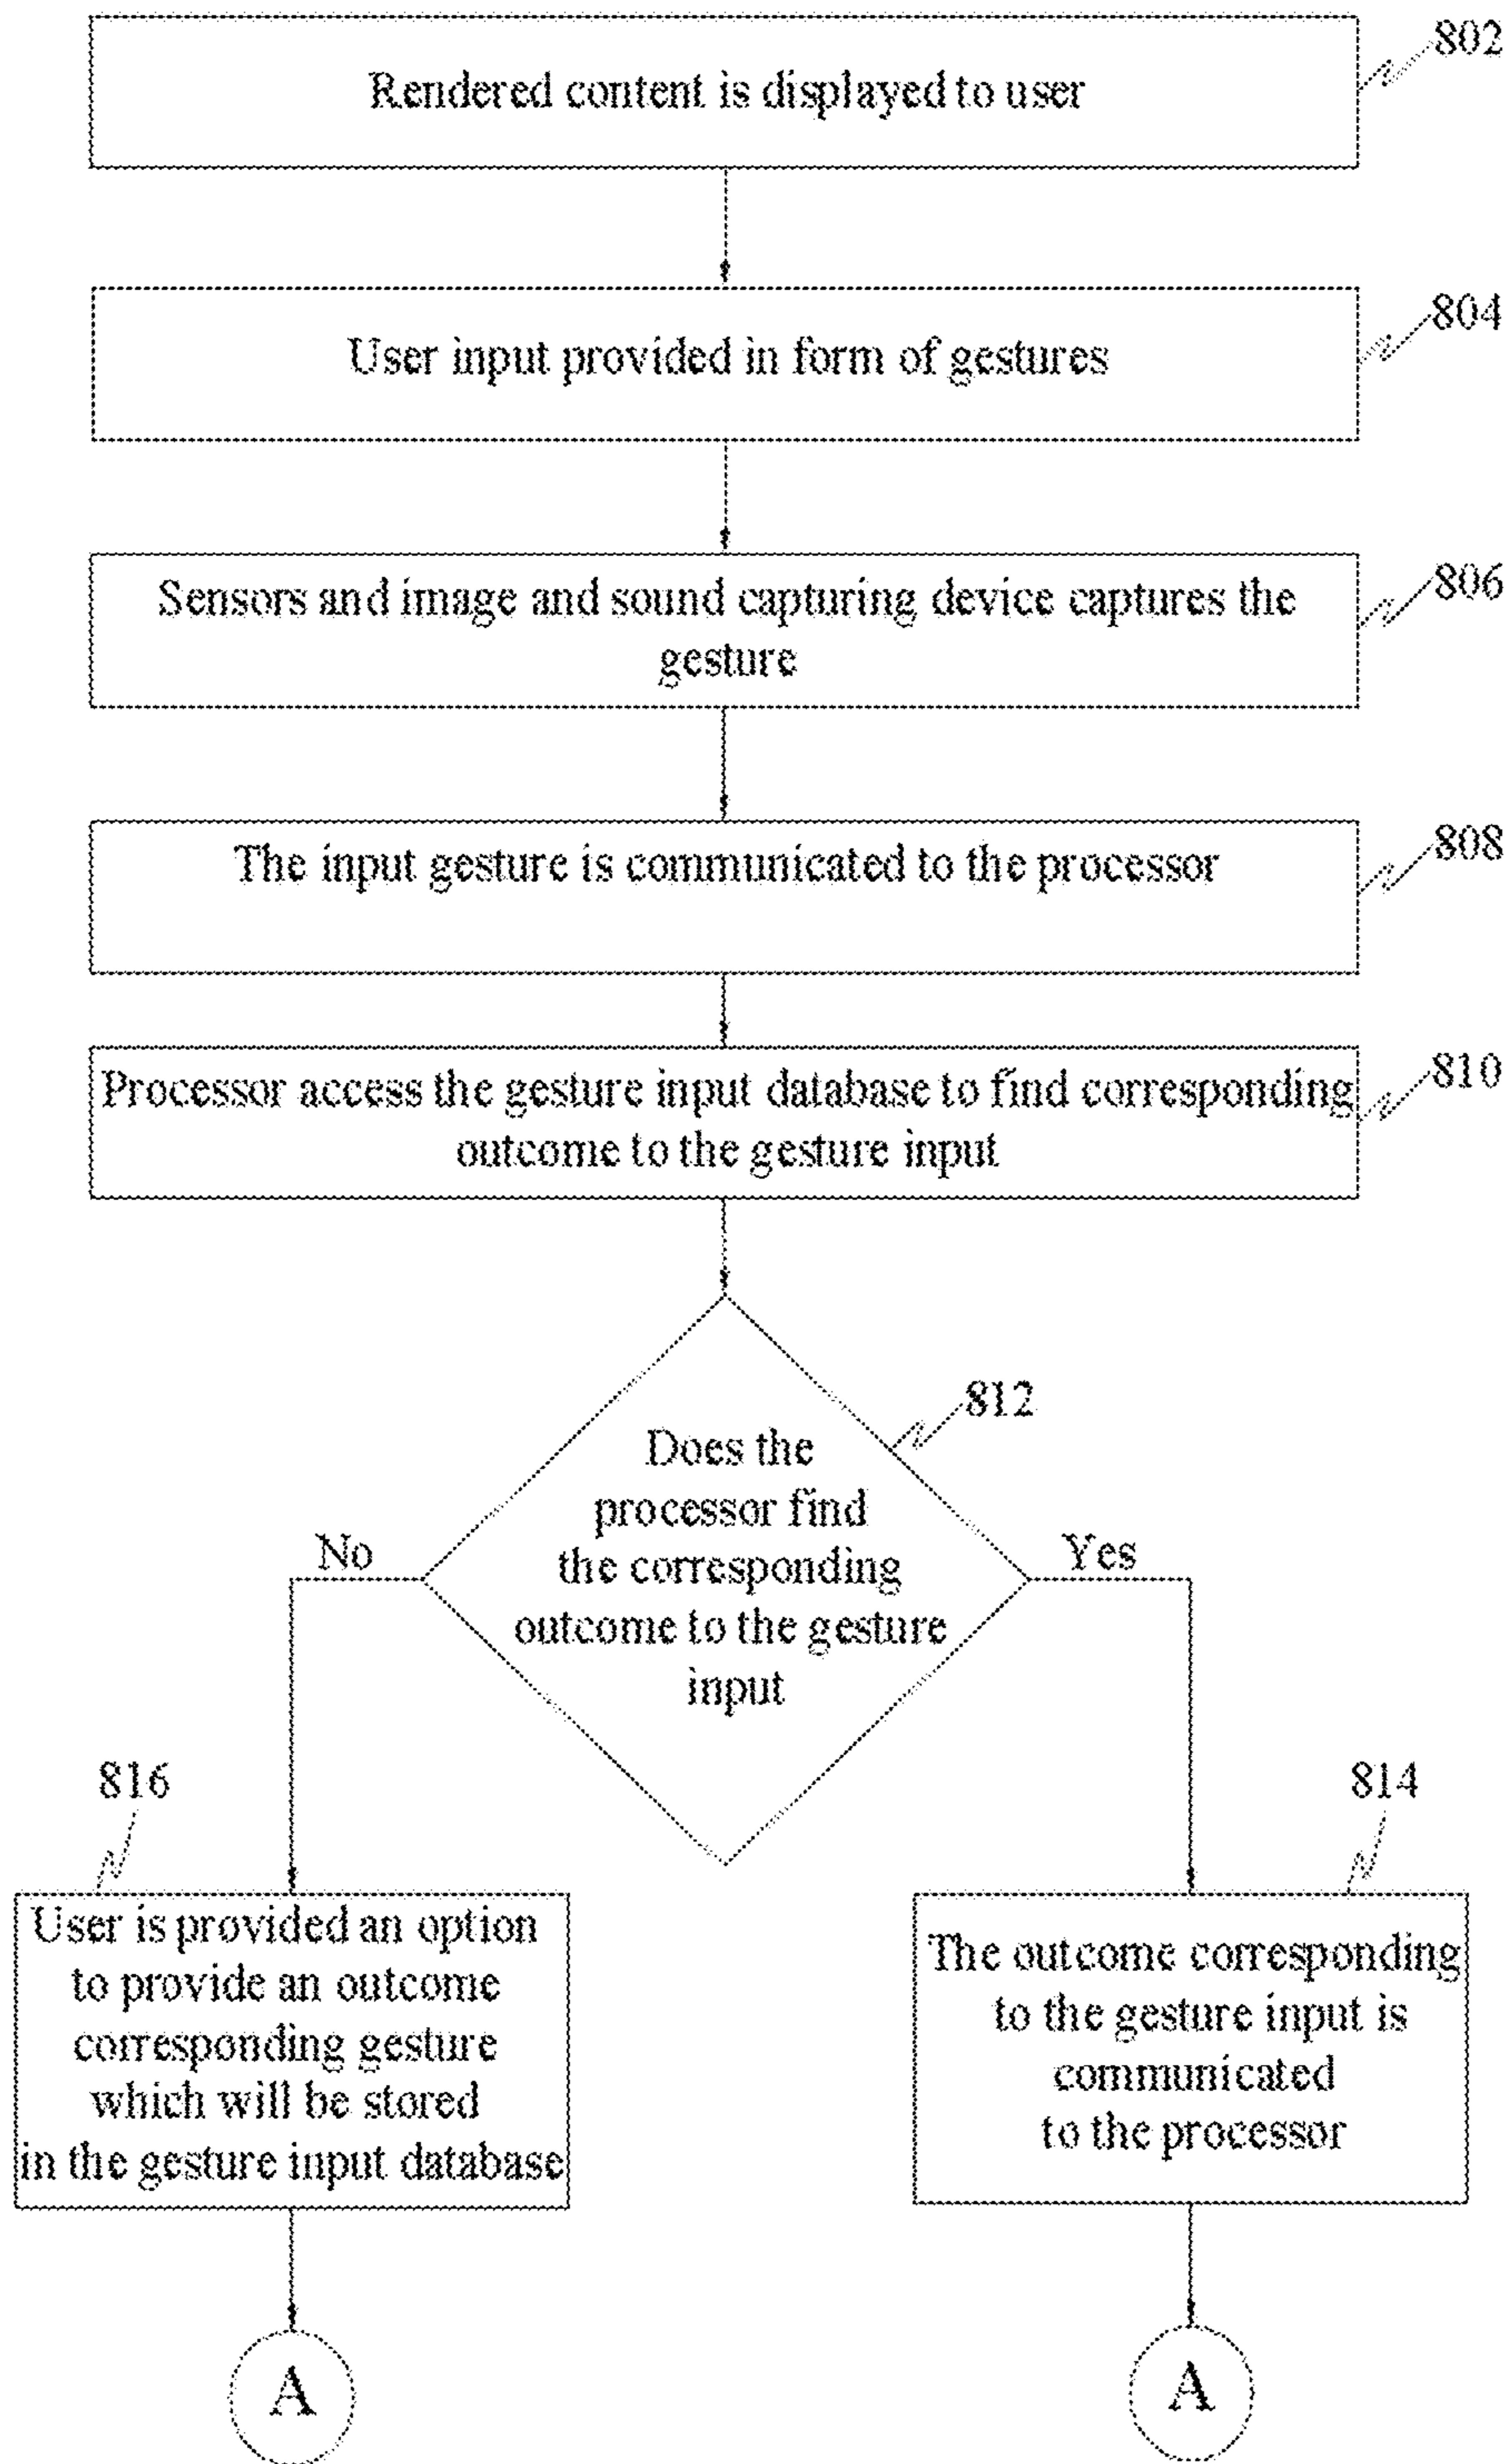 Rendered content is displayed to user
802
User input provided in form of gestures
804
Sensors and image and sound capturing device captures the
gesture
806
The input gesture is communicated to the processor
808
Processor access the gesture input database to find corresponding
outcome to the gesture input
810
812
Does the
processor find
the corresponding
outcome to the gesture
input
No
Yes
816
User is provided an option
to provide an outcome
corresponding gesture
which will be stored
in the gesture input database
814
The outcome corresponding
to the gesture input is
communicated
to the processor
A
A